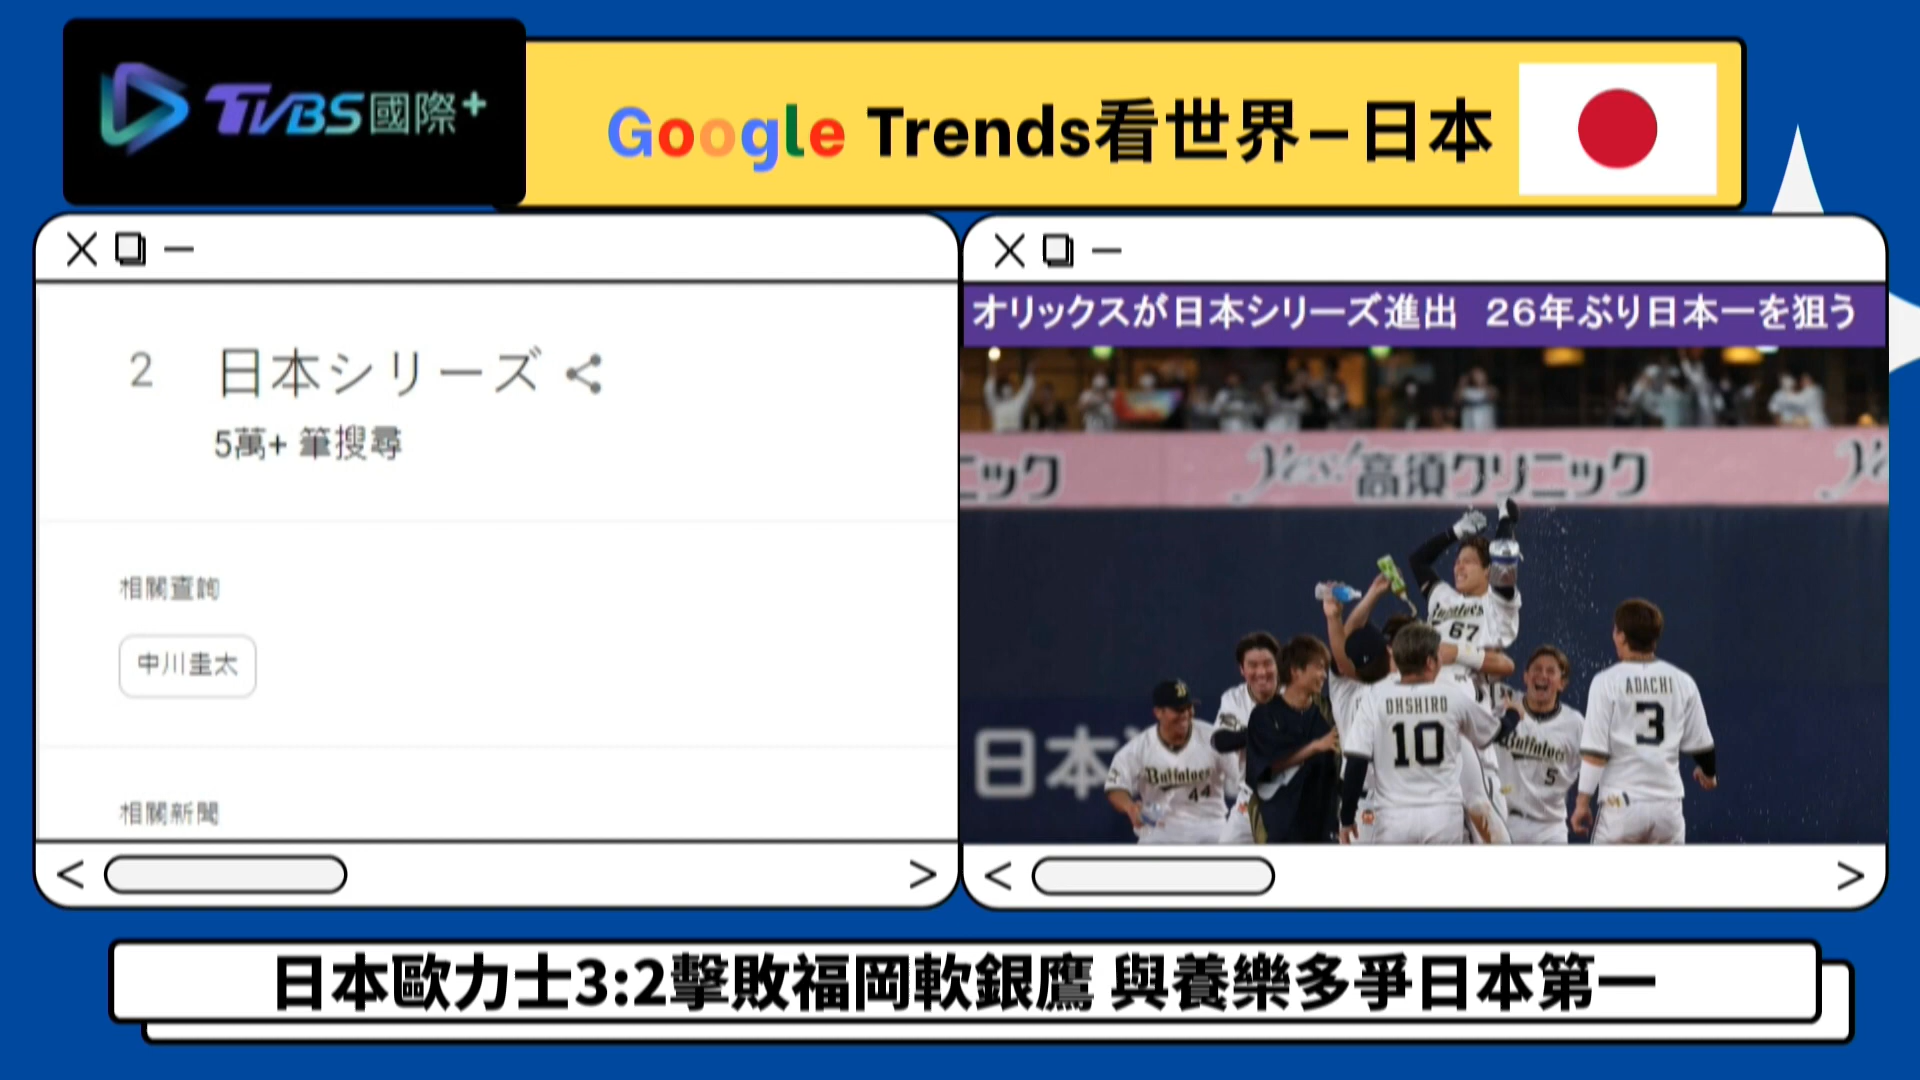 TVBS國際+
Google Trends看世界–日本
2 日本シリーズ
5萬+ 筆搜尋
相關查詢
中川圭太
相關新聞
オリックスが日本シリーズ進出 26年ぶり日本一を狙う
ニック Yes! 高須クリニック
67
OHSHIRO
10
ADACHI
3
Buffaloes
44
Buffaloes
5
日本
日本歐力士3:2擊敗福岡軟銀鷹 與養樂多爭日本第一